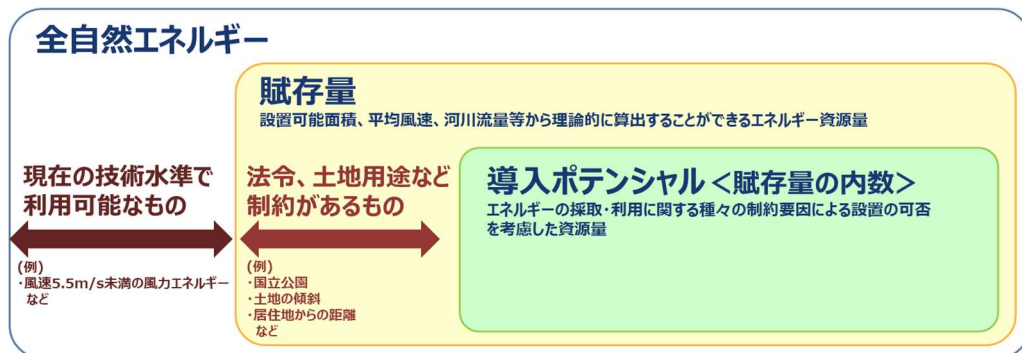 全自然エネルギー
賦存量
設置可能面積、平均風速、河川流量等から理論的に算出することができるエネルギー資源量
現在の技術水準で
利用可能なもの
(例)
・風速5.5m/s未満の風力エネルギー
など
法令、土地用途など
制約があるもの
(例)
・国立公園
・土地の傾斜
・居住地からの距離
など
導入ポテンシャル＜賦存量の内数＞
エネルギーの採取・利用に関する種々の制約要因による設置の可否
を考慮した資源量